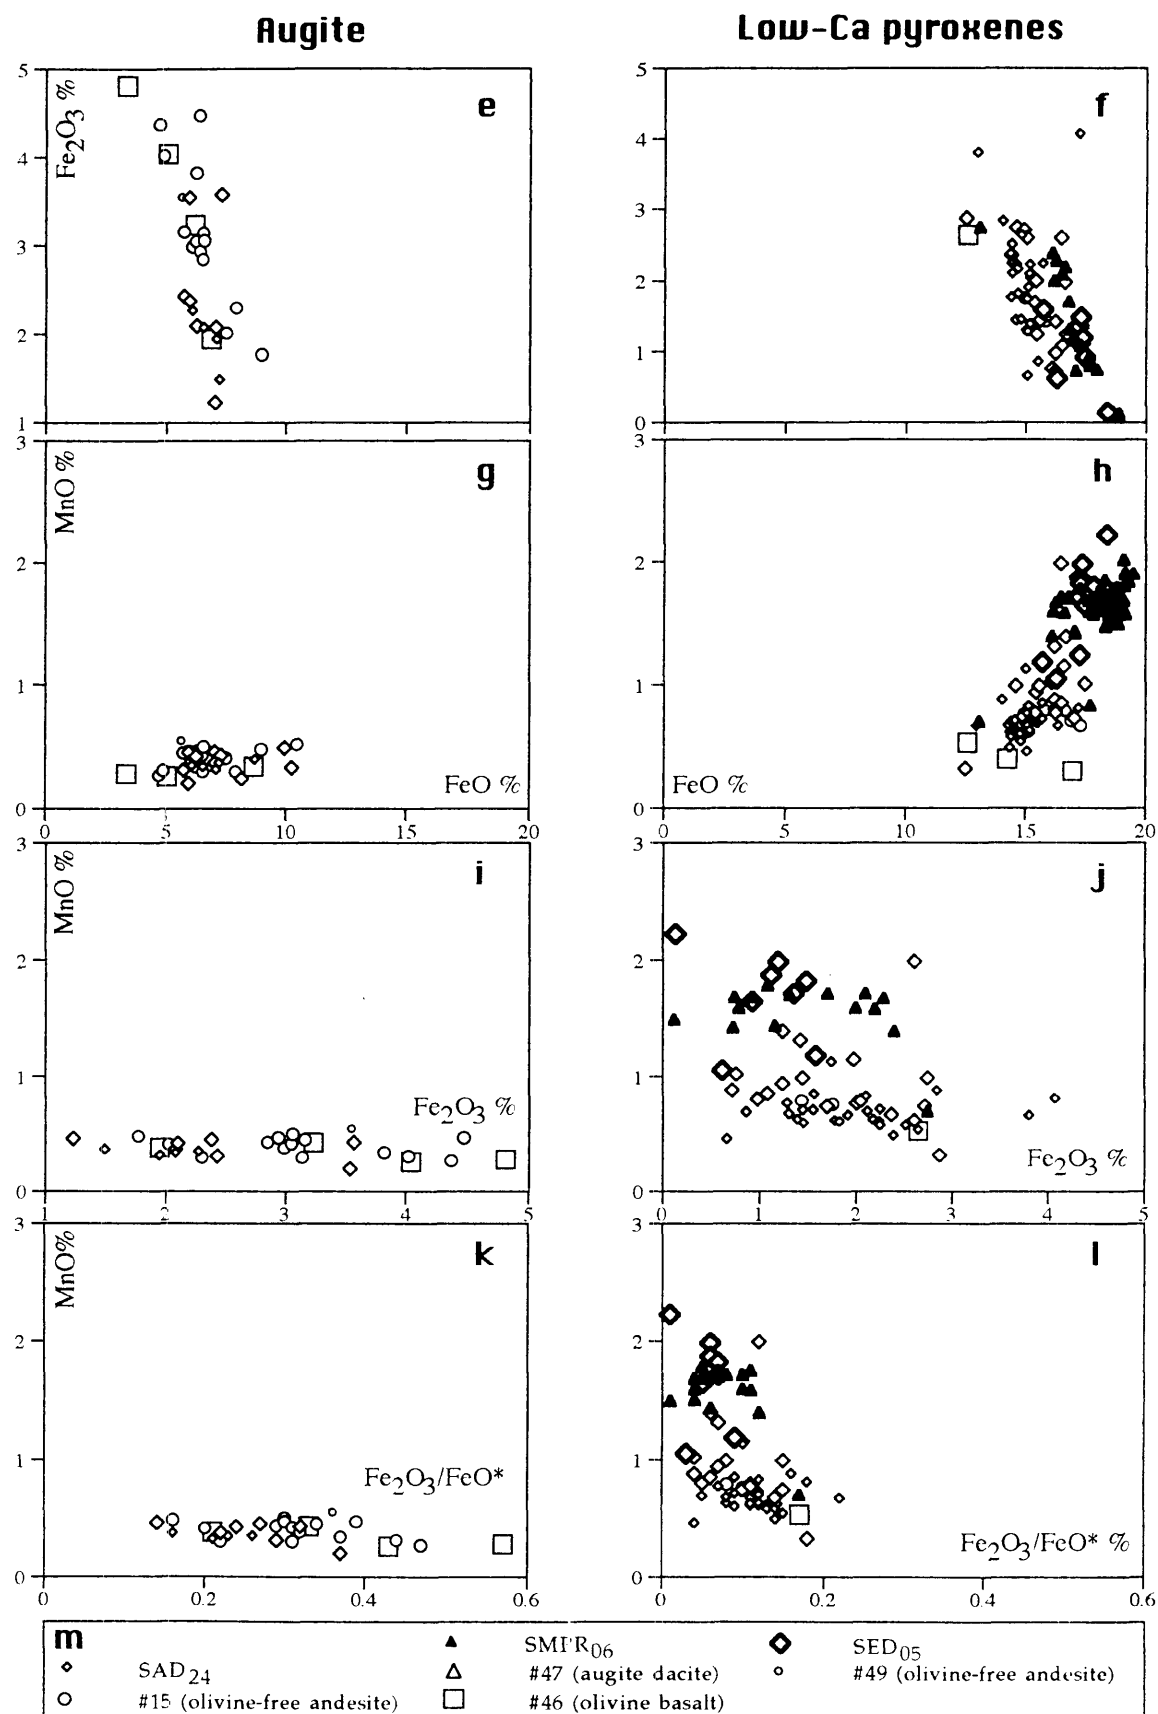 Augite Low-Ca pyroxenes
5 5
Fe2O3 % e f
4 4
3 3
2 2
1 1
0
3 3
MnO % g h
2 2
1 1
FeO % FeO %
0 0
0 5 10 15 20 0 5 10 15 20
3 3
MnO % i j
2 2
1 1
Fe2O3 % Fe2O3 %
0 0
1 2 3 4 5 0 1 2 3 4 5
3 3
MnO% k l
2 2
1 1
Fe2O3/FeO* Fe2O3/FeO* %
0 0
0 0.2 0.4 0.6 0 0.2 0.4 0.6
m SMPR06 SED05
SAD24 #47 (augite dacite) #49 (olivine-free andesite)
#15 (olivine-free andesite) #46 (olivine basalt)